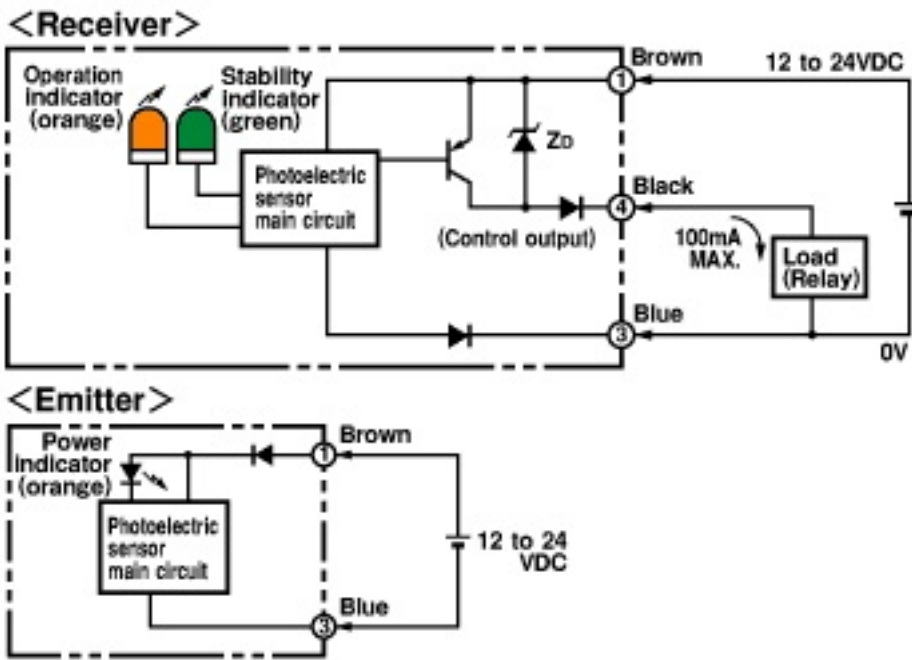 <Receiver>
Operation
indicator
(orange)
Stability
indicator
(green)
Photoelectric
sensor
main circuit
ZD
(Control output)
Brown
1
12 to 24VDC
Black
4
100mA
MAX.
Load
(Relay)
Blue
3
0V
<Emitter>
Power
indicator
(orange)
Photoelectric
sensor
main circuit
Brown
1
12 to 24
VDC
Blue
3